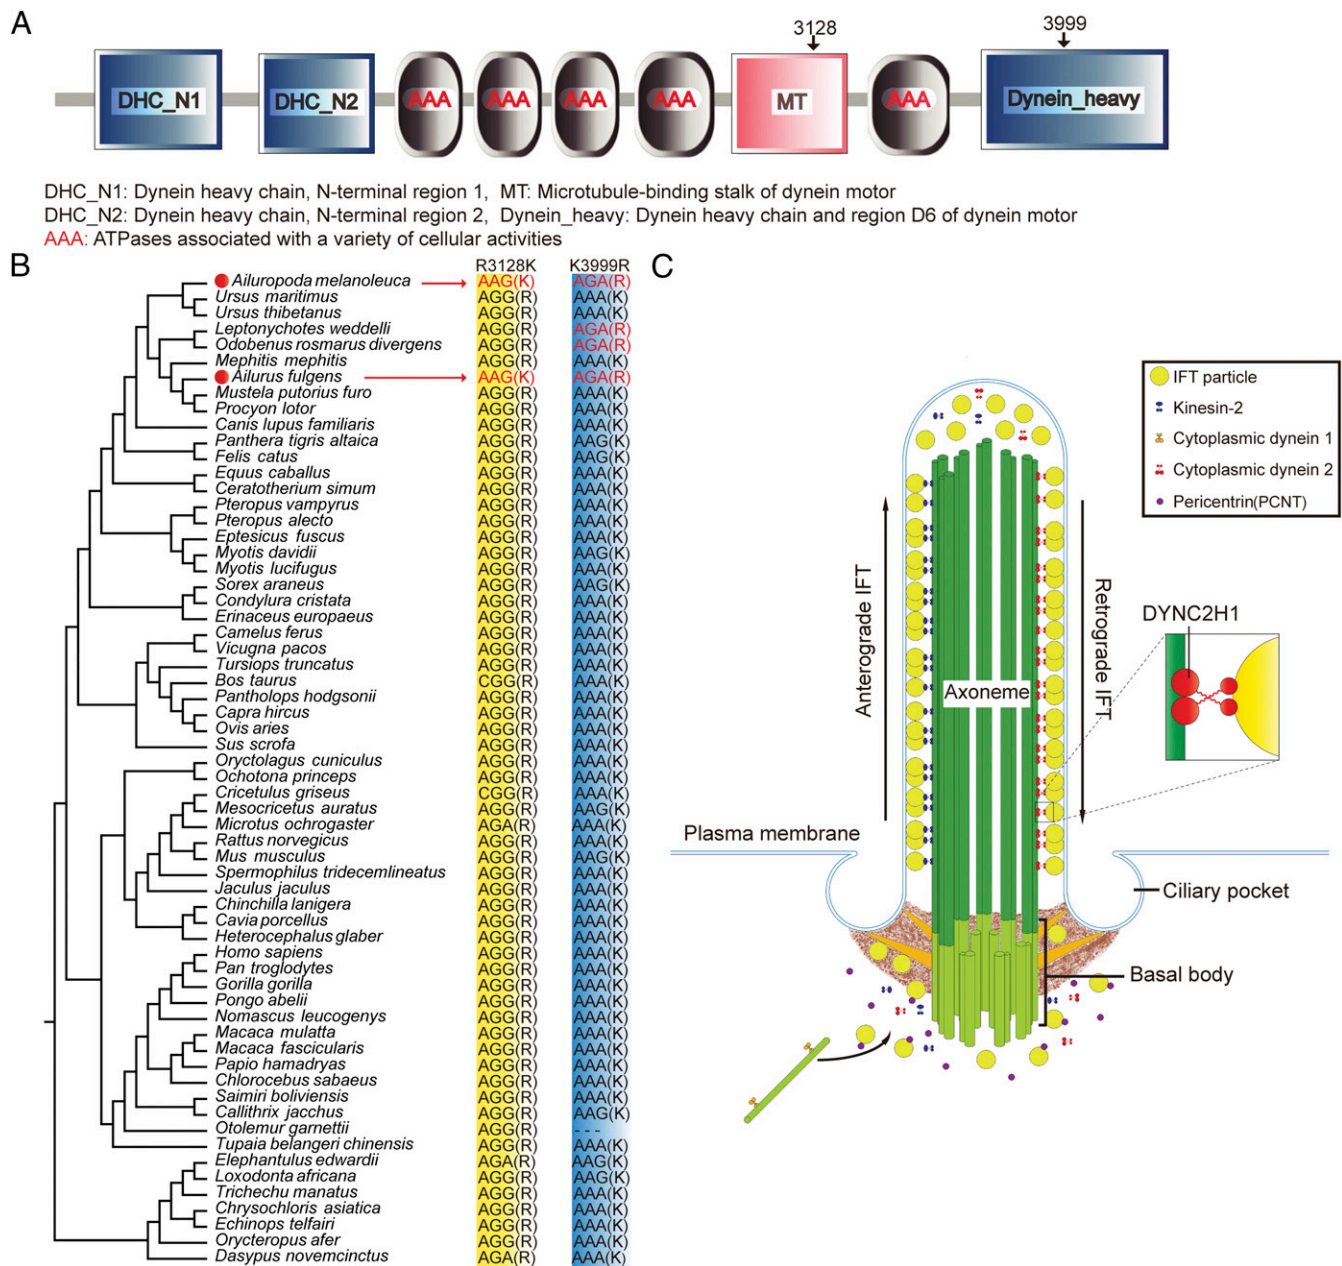 A
3128
3999
DHC_N1
DHC_N2
AAA
AAA
AAA
AAA
MT
AAA
Dynein_heavy
DHC_N1: Dynein heavy chain, N-terminal region 1, MT: Microtubule-binding stalk of dynein motor
DHC_N2: Dynein heavy chain, N-terminal region 2, Dynein_heavy: Dynein heavy chain and region D6 of dynein motor
AAA: ATPases associated with a variety of cellular activities
B
R3128K K3999R
Ailuropoda melanoleuca AAG(K) AGA(R)
Ursus maritimus AGG(R) AAA(K)
Ursus thibetanus AGG(R) AAA(K)
Leptonychotes weddelli AGG(R) AGA(R)
Odobenus rosmarus divergens AGG(R) AGA(R)
Mephitis mephitis AGG(R) AAA(K)
Ailurus fulgens AAG(K) AGA(R)
Mustela putorius furo AGG(R) AAA(K)
Procyon lotor AGG(R) AAA(K)
Canis lupus familiaris AGG(R) AAA(K)
Panthera tigris altaica AGG(R) AAG(K)
Felis catus AGG(R) AAG(K)
Equus caballus AGG(R) AAA(K)
Ceratotherium simum AGG(R) AAA(K)
Pteropus vampyrus AGG(R) AAA(K)
Pteropus alecto AGG(R) AAA(K)
Eptesicus fuscus AGG(R) AAA(K)
Myotis davidii AGG(R) AAG(K)
Myotis lucifugus AGG(R) AAA(K)
Sorex araneus AGG(R) AAG(K)
Condylura cristata AGG(R) AAA(K)
Erinaceus europaeus AGG(R) AAA(K)
Camelus ferus AGG(R) AAA(K)
Vicugna pacos AGG(R) AAA(K)
Tursiops truncatus AGG(R) AAA(K)
Bos taurus CGG(R) AAA(K)
Pantholops hodgsonii AGG(R) AAA(K)
Capra hircus AGG(R) AAA(K)
Ovis aries AGG(R) AAA(K)
Sus scrofa AGG(R) AAA(K)
Oryctolagus cuniculus AGG(R) AAA(K)
Ochotona princeps AGG(R) AAA(K)
Cricetulus griseus CGG(R) AAA(K)
Mesocricetus auratus AGG(R) AAG(K)
Microtus ochrogaster AGA(R) AAA(K)
Rattus norvegicus AGG(R) AAA(K)
Mus musculus AGG(R) AAG(K)
Spermophilus tridecemlineatus AGG(R) AAA(K)
Jaculus jaculus AGG(R) AAA(K)
Chinchilla lanigera AGG(R) AAA(K)
Cavia porcellus AGG(R) AAA(K)
Heterocephalus glaber AGG(R) AAA(K)
Homo sapiens AGG(R) AAA(K)
Pan troglodytes AGG(R) AAA(K)
Gorilla gorilla AGG(R) AAA(K)
Pongo abelii AGG(R) AAA(K)
Nomascus leucogenys AGG(R) AAA(K)
Macaca mulatta AGG(R) AAA(K)
Macaca fascicularis AGG(R) AAA(K)
Papio hamadryas AGG(R) AAA(K)
Chlorocebus sabaeus AGG(R) AAA(K)
Saimiri boliviensis AGG(R) AAA(K)
Callithrix jacchus AGG(R) AAG(K)
Otolemur garnettii AGG(R) - - -
Tupaia belangeri chinensis AGG(R) AAA(K)
Elephantulus edwardii AGA(R) AAG(K)
Loxodonta africana AGG(R) AAG(K)
Trichechu manatus AGG(R) AAA(K)
Chrysochloris asiatica AGG(R) AAA(K)
Echinops telfairi AGG(R) AAA(K)
Orycteropus afer AGG(R) AAA(K)
Dasypus novemcinctus AGA(R) AAA(K)
C
IFT particle
Kinesin-2
Cytoplasmic dynein 1
Cytoplasmic dynein 2
Pericentrin(PCNT)
Anterograde IFT
Axoneme
Retrograde IFT
DYNC2H1
Plasma membrane
Ciliary pocket
Basal body